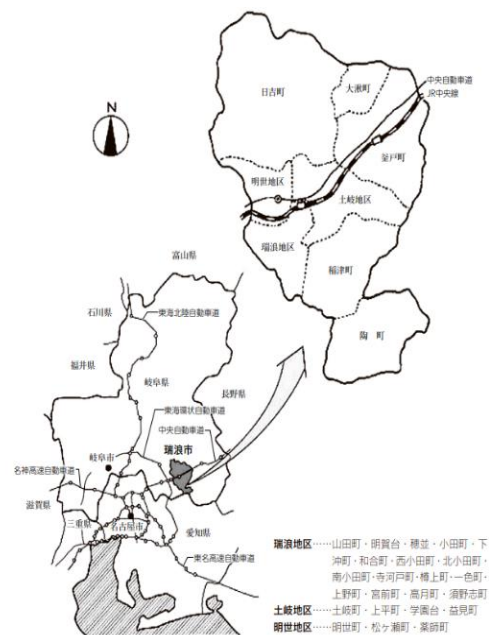 中央自動車道
JR中央線
大湫町
日吉町
N
釜戸町
明世地区
土岐地区
瑞浪地区
稲津町
陶町
富山県
石川県
東海北陸自動車道
福井県
岐阜県
長野県
東海環状自動車道
中央自動車道
岐阜市
瑞浪市
名神高速自動車道
滋賀県
三重県
名古屋市
愛知県
東名高速自動車道
瑞浪地区……山田町・明賀台・穂並・小田町・下
沖町・和合町・西小田町・北小田町・
南小田町・寺河戸町・樽上町・一色町・
上野町・宮前町・高月町・須野志町
土岐地区……土岐町・上平町・学園台・益見町
明世地区……明世町・松ヶ瀬町・薬師町